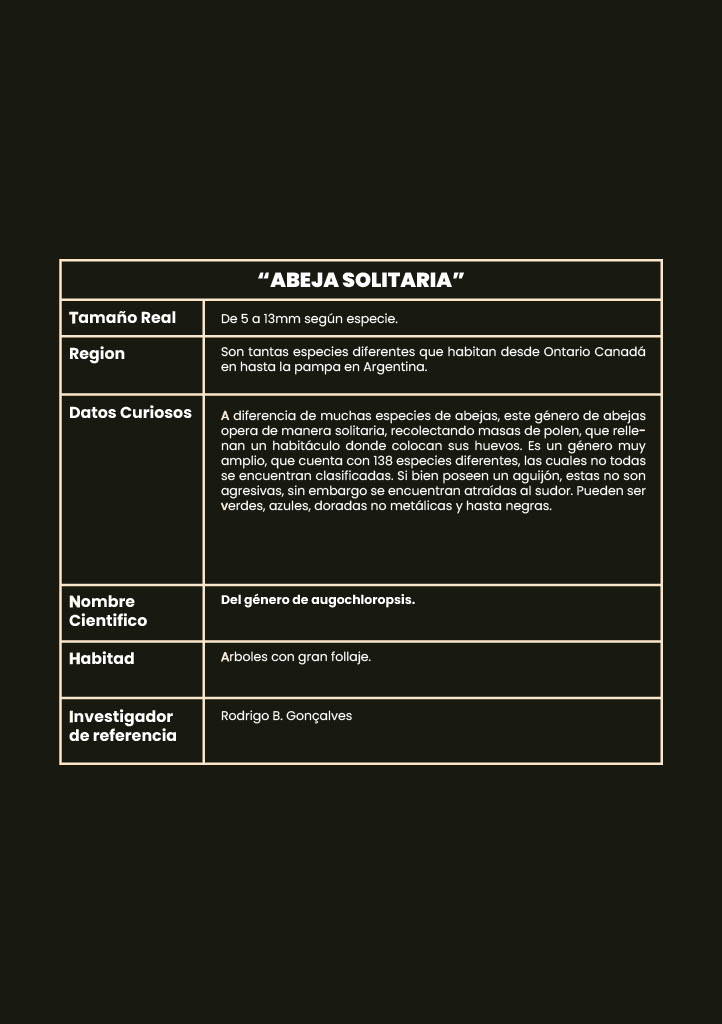 “ABEJA SOLITARIA”
Tamaño Real
De 5 a 13mm según especie.
Region
Son tantas especies diferentes que habitan desde Ontario Canadá
en hasta la pampa en Argentina.
Datos Curiosos
A diferencia de muchas especies de abejas, este género de abejas
opera de manera solitaria, recolectando masas de polen, que relle-
nan un habitáculo donde colocan sus huevos. Es un género muy
amplio, que cuenta con 138 especies diferentes, las cuales no todas
se encuentran clasificadas. Si bien poseen un aguijón, estas no son
agresivas, sin embargo se encuentran atraídas al sudor. Pueden ser
verdes, azules, doradas no metálicas y hasta negras.
Nombre
Cientifico
Del género de augochloropsis.
Habitad
Arboles con gran follaje.
Investigador
de referencia
Rodrigo B. Gonçalves